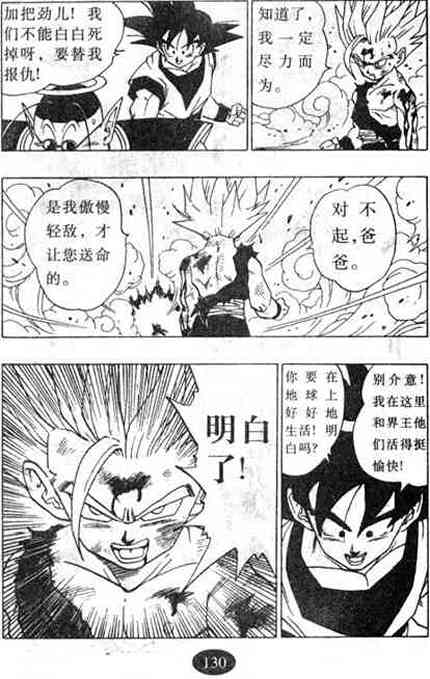 知道了，
我一定
尽力而
为。
加把劲儿！我
们不能白白死
掉呀，要替我
报仇！
对不
起，爸
爸。
是我傲慢
轻敌，才
让您送命
的。
别介意！
我在这里
和界王他
们活得挺
愉快！
你要在
地球上
好好地
生活！明
白吗？
明白
了！
130